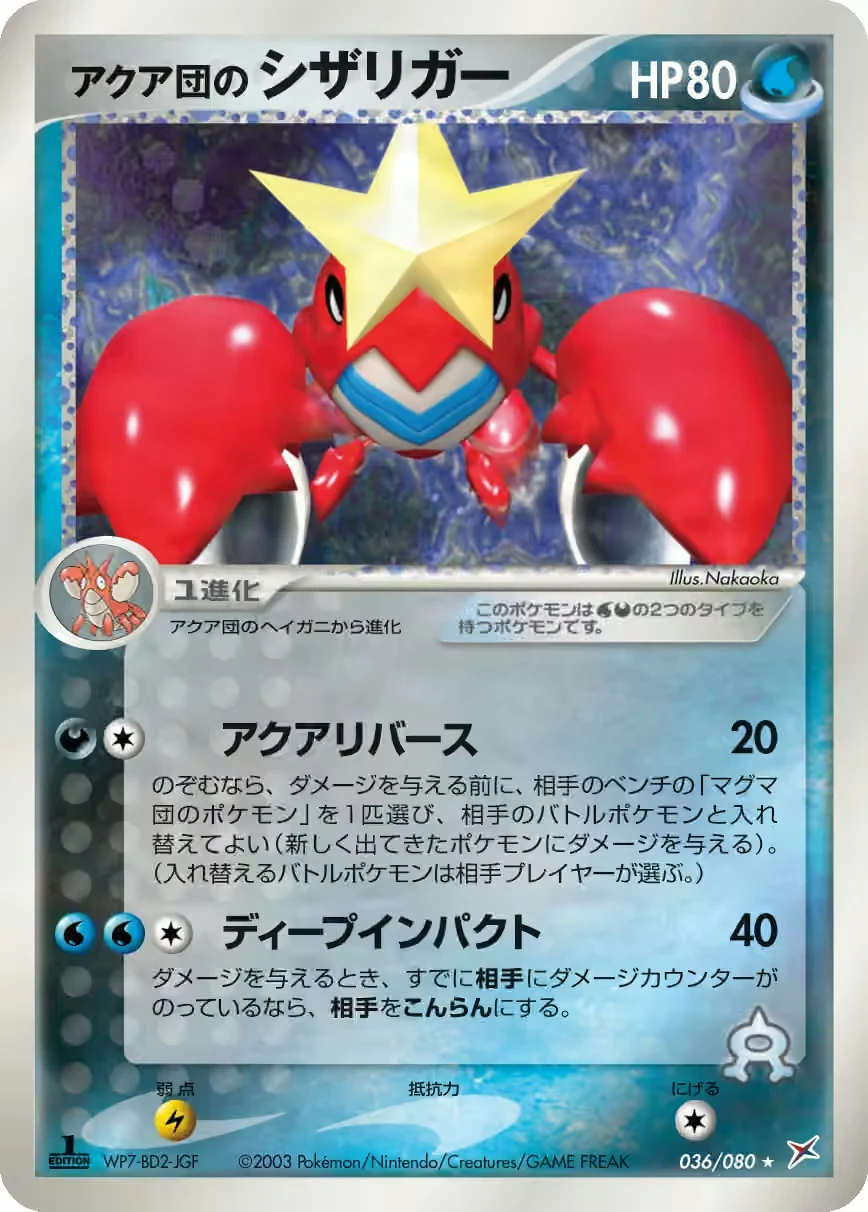 アクア団の シザリガー HP80
Illus.Nakaoka
1進化
アクア団のヘイガニから進化
このポケモンはの2つのタイプを
持つポケモンです。
アクアリバース 20
のぞむなら、ダメージを与える前に、相手のベンチの「マグマ
団のポケモン」を1匹選び、相手のバトルポケモンと入れ
替えてよい(新しく出てきたポケモンにダメージを与える)。
(入れ替えるバトルポケモンは相手プレイヤーが選ぶ。)
ディープインパクト 40
ダメージを与えるとき、すでに相手にダメージカウンターが
のっているなら、相手をこんらんにする。
弱点 抵抗力 にげる
1 EDITION WP7-BD2-JGF ©2003 Pokémon/Nintendo/Creatures/GAME FREAK 036/080 ★